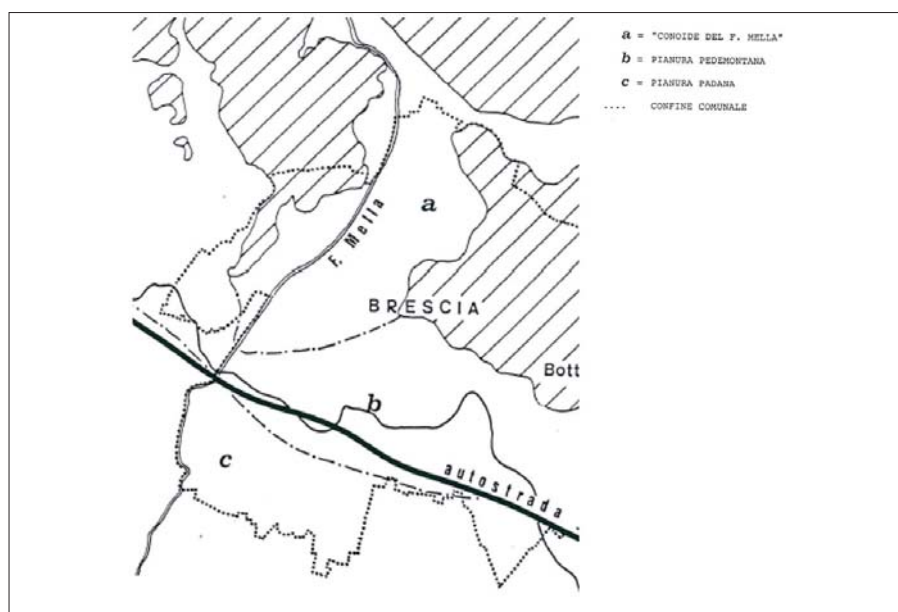 a = "CONOIDE DEL F. MELLA"
b = PIANURA PEDEMONTANA
c = PIANURA PADANA
..... CONFINE COMUNALE
a
F. Mella
BRESCIA
Bott
b
c
autostrada